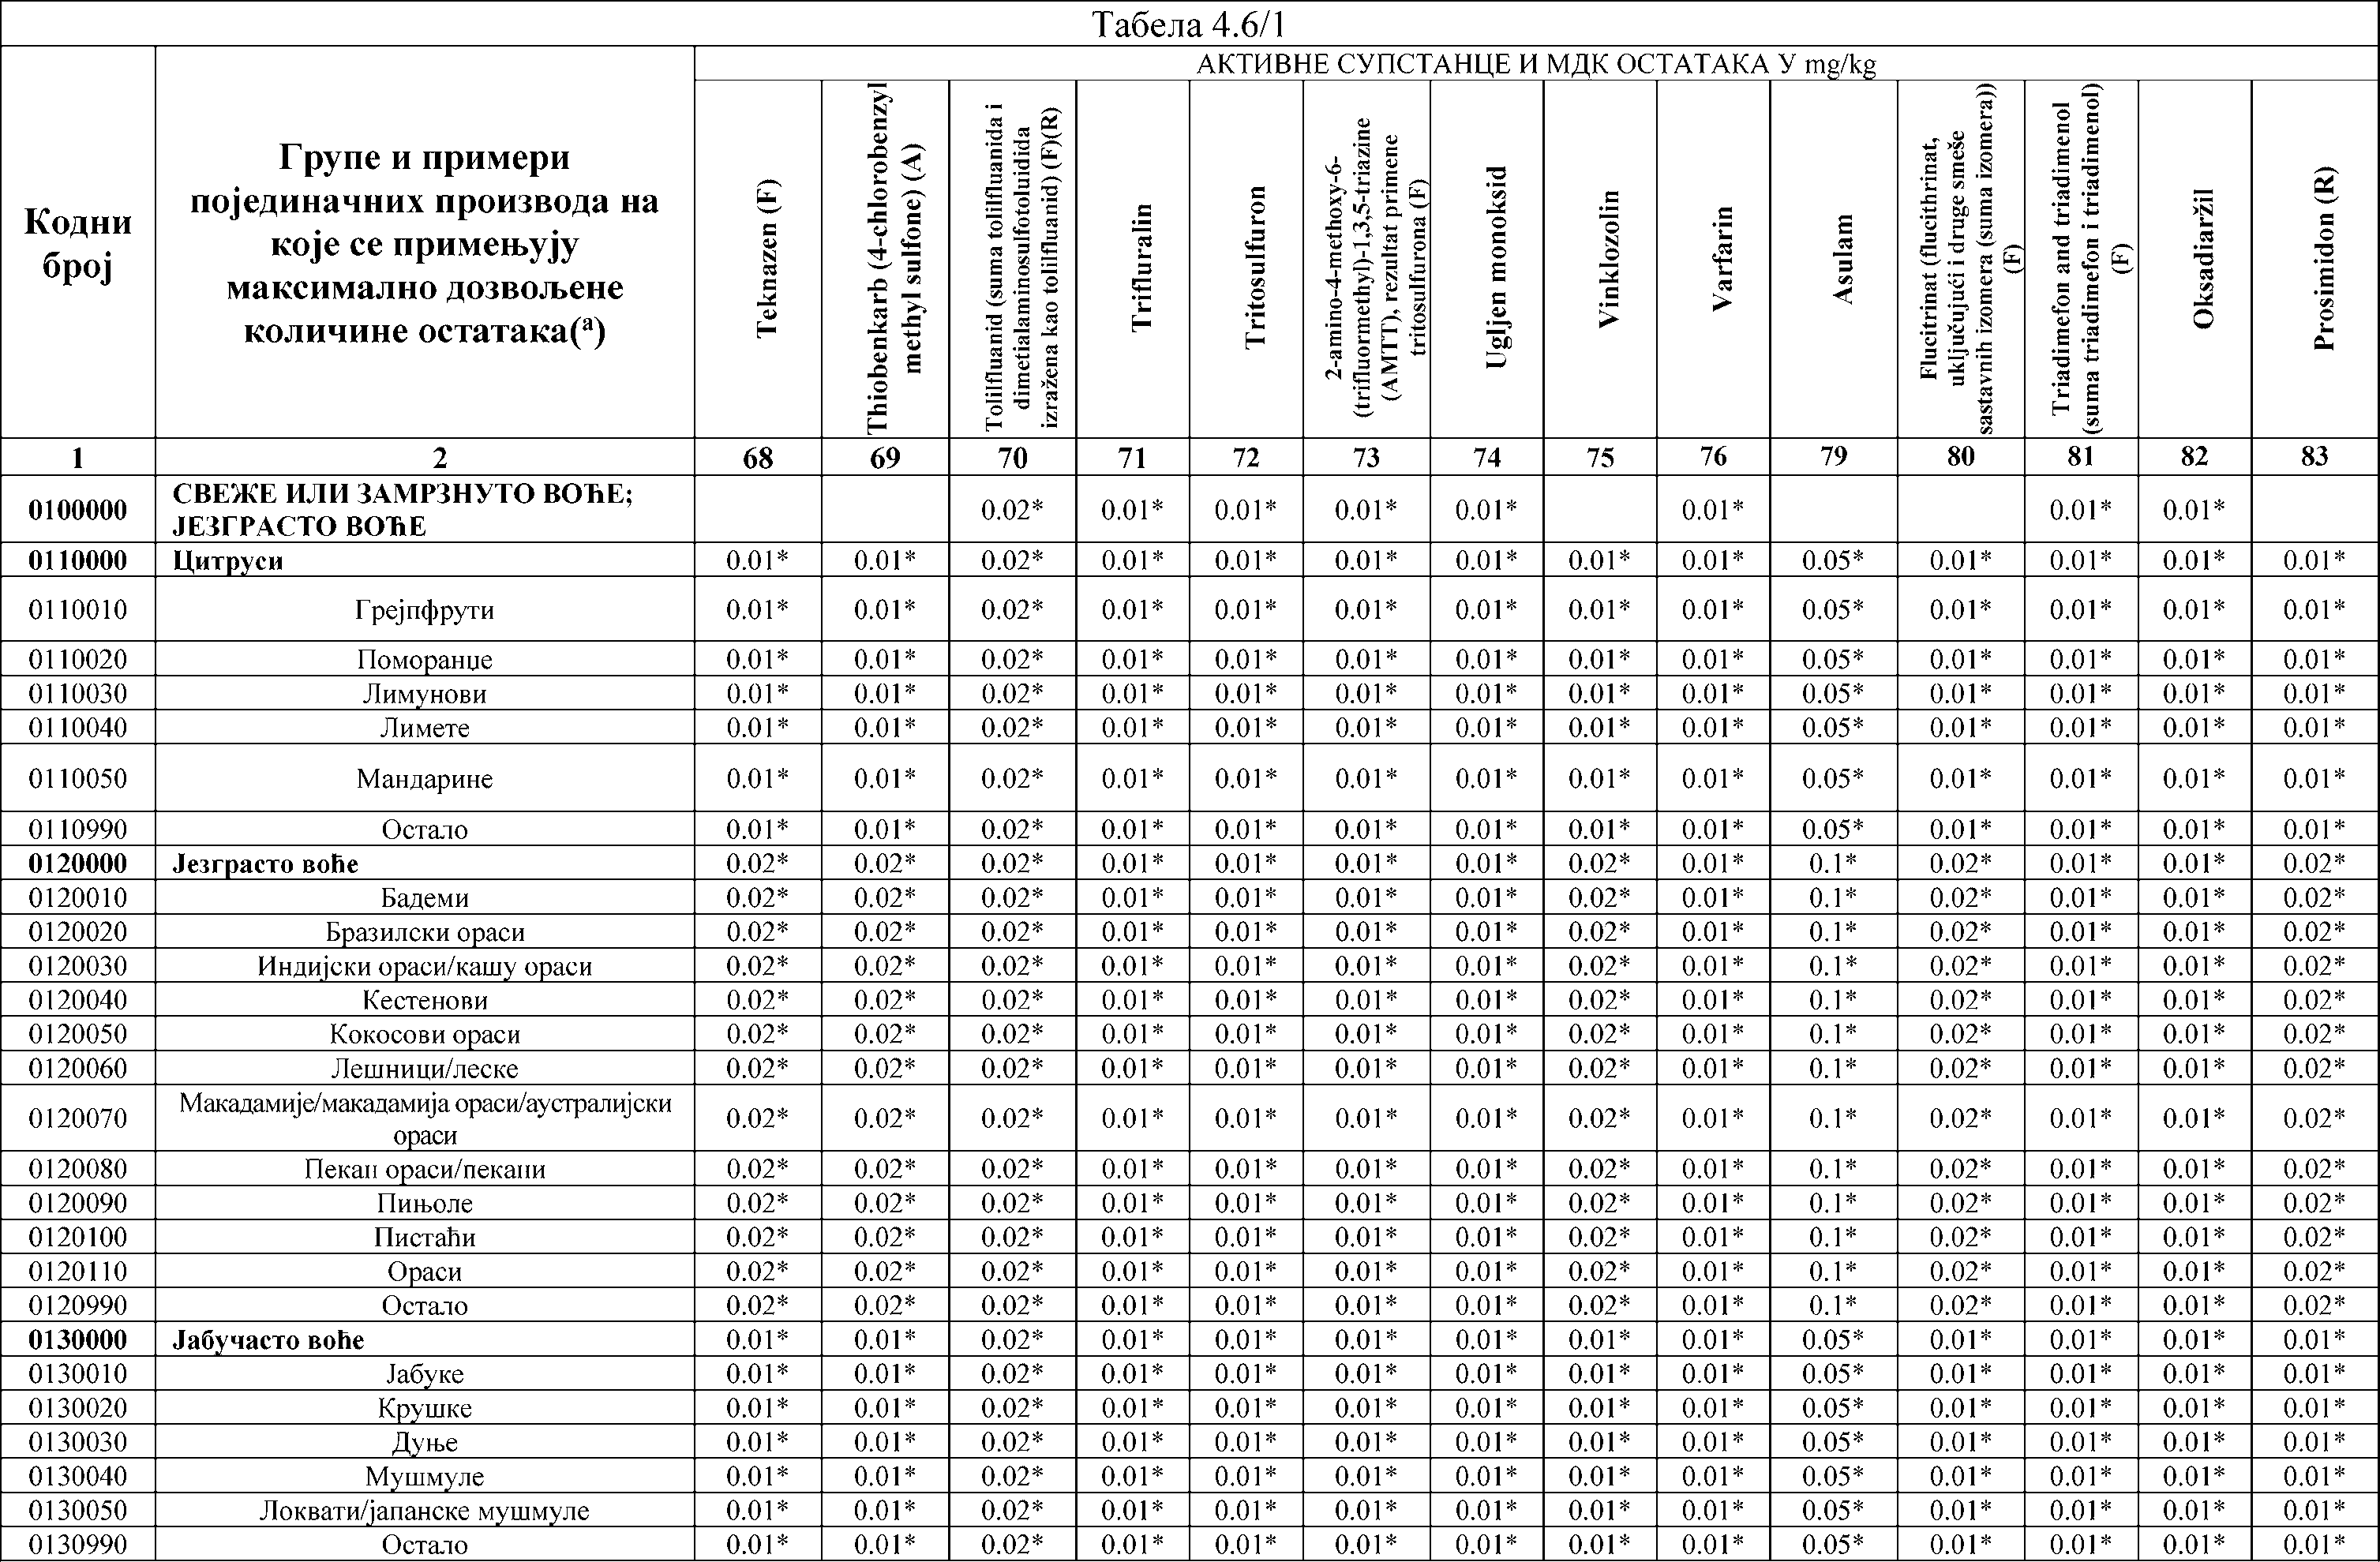 Табела 4.6/1
АКТИВНЕ СУПСТАНЦЕ И МДК ОСТАТАКА У mg/kg
Кодни
број
Групе и примери
појединачних производа на
које се примењују
максимално дозвољене
количине остатака(ᵃ)
Teknazen (F)
Thiobenkarb (4-chlorobenzyl
methyl sulfone) (A)
Tolilfluanid (suma tolilfluanida i
dimetialaminosulfotoluidida
izražena kao tolilfluanid) (F)(R)
Trifluralin
Tritosulfuron
2-amino-4-methoxy-6-
(trifluormethyl)-1,3,5-triazine
(AMTT), rezultat primene
tritosulfurona (F)
Ugljen monoksid
Vinklozolin
Varfarin
Asulam
Flucitrinat (flucithrinat,
uključujući i druge smeše
sastavnih izomera (suma izomera))
(F)
Triadimefond and triadimenol
(suma triadimefon i triadimenol)
(F)
Oksadiaržil
Prosimidon (R)
1 2 68 69 70 71 72 73 74 75 76 79 80 81 82 83
0100000 СВЕЖЕ ИЛИ ЗАМРЗНУТО ВОЋЕ;
ЈЕЗГРАСТО ВОЋЕ 0.02* 0.01* 0.01* 0.01* 0.01* 0.01* 0.01* 0.01*
0110000 Цитруси 0.01* 0.01* 0.02* 0.01* 0.01* 0.01* 0.01* 0.01* 0.01* 0.05* 0.01* 0.01* 0.01* 0.01*
0110010 Грејпфрути 0.01* 0.01* 0.02* 0.01* 0.01* 0.01* 0.01* 0.01* 0.01* 0.05* 0.01* 0.01* 0.01* 0.01*
0110020 Поморанџе 0.01* 0.01* 0.02* 0.01* 0.01* 0.01* 0.01* 0.01* 0.01* 0.05* 0.01* 0.01* 0.01* 0.01*
0110030 Лимунови 0.01* 0.01* 0.02* 0.01* 0.01* 0.01* 0.01* 0.01* 0.01* 0.05* 0.01* 0.01* 0.01* 0.01*
0110040 Лимете 0.01* 0.01* 0.02* 0.01* 0.01* 0.01* 0.01* 0.01* 0.01* 0.05* 0.01* 0.01* 0.01* 0.01*
0110050 Мандарине 0.01* 0.01* 0.02* 0.01* 0.01* 0.01* 0.01* 0.01* 0.01* 0.05* 0.01* 0.01* 0.01* 0.01*
0110990 Остало 0.01* 0.01* 0.02* 0.01* 0.01* 0.01* 0.01* 0.01* 0.01* 0.05* 0.01* 0.01* 0.01* 0.01*
0120000 Језграсто воће 0.02* 0.02* 0.02* 0.01* 0.01* 0.01* 0.01* 0.02* 0.01* 0.1* 0.02* 0.01* 0.01* 0.02*
0120010 Бадеми 0.02* 0.02* 0.02* 0.01* 0.01* 0.01* 0.01* 0.02* 0.01* 0.1* 0.02* 0.01* 0.01* 0.02*
0120020 Бразилски ораси 0.02* 0.02* 0.02* 0.01* 0.01* 0.01* 0.01* 0.02* 0.01* 0.1* 0.02* 0.01* 0.01* 0.02*
0120030 Индијски ораси/кашу ораси 0.02* 0.02* 0.02* 0.01* 0.01* 0.01* 0.01* 0.02* 0.01* 0.1* 0.02* 0.01* 0.01* 0.02*
0120040 Кестенови 0.02* 0.02* 0.02* 0.01* 0.01* 0.01* 0.01* 0.02* 0.01* 0.1* 0.02* 0.01* 0.01* 0.02*
0120050 Кокосови ораси 0.02* 0.02* 0.02* 0.01* 0.01* 0.01* 0.01* 0.02* 0.01* 0.1* 0.02* 0.01* 0.01* 0.02*
0120060 Лешници/леске 0.02* 0.02* 0.02* 0.01* 0.01* 0.01* 0.01* 0.02* 0.01* 0.1* 0.02* 0.01* 0.01* 0.02*
0120070 Макадамије/макадамија ораси/аустралијски
ораси 0.02* 0.02* 0.02* 0.01* 0.01* 0.01* 0.01* 0.02* 0.01* 0.1* 0.02* 0.01* 0.01* 0.02*
0120080 Пекан ораси/пекани 0.02* 0.02* 0.02* 0.01* 0.01* 0.01* 0.01* 0.02* 0.01* 0.1* 0.02* 0.01* 0.01* 0.02*
0120090 Пињоле 0.02* 0.02* 0.02* 0.01* 0.01* 0.01* 0.01* 0.02* 0.01* 0.1* 0.02* 0.01* 0.01* 0.02*
0120100 Пистаћи 0.02* 0.02* 0.02* 0.01* 0.01* 0.01* 0.01* 0.02* 0.01* 0.1* 0.02* 0.01* 0.01* 0.02*
0120110 Ораси 0.02* 0.02* 0.02* 0.01* 0.01* 0.01* 0.01* 0.02* 0.01* 0.1* 0.02* 0.01* 0.01* 0.02*
0120990 Остало 0.02* 0.02* 0.02* 0.01* 0.01* 0.01* 0.01* 0.02* 0.01* 0.1* 0.02* 0.01* 0.01* 0.02*
0130000 Јабучасто воће 0.01* 0.01* 0.02* 0.01* 0.01* 0.01* 0.01* 0.01* 0.01* 0.05* 0.01* 0.01* 0.01* 0.01*
0130010 Јабуке 0.01* 0.01* 0.02* 0.01* 0.01* 0.01* 0.01* 0.01* 0.01* 0.05* 0.01* 0.01* 0.01* 0.01*
0130020 Крушке 0.01* 0.01* 0.02* 0.01* 0.01* 0.01* 0.01* 0.01* 0.01* 0.05* 0.01* 0.01* 0.01* 0.01*
0130030 Дуње 0.01* 0.01* 0.02* 0.01* 0.01* 0.01* 0.01* 0.01* 0.01* 0.05* 0.01* 0.01* 0.01* 0.01*
0130040 Мушмуле 0.01* 0.01* 0.02* 0.01* 0.01* 0.01* 0.01* 0.01* 0.01* 0.05* 0.01* 0.01* 0.01* 0.01*
0130050 Локвати/јапанске мушмуле 0.01* 0.01* 0.02* 0.01* 0.01* 0.01* 0.01* 0.01* 0.01* 0.05* 0.01* 0.01* 0.01* 0.01*
0130990 Остало 0.01* 0.01* 0.02* 0.01* 0.01* 0.01* 0.01* 0.01* 0.01* 0.05* 0.01* 0.01* 0.01* 0.01*